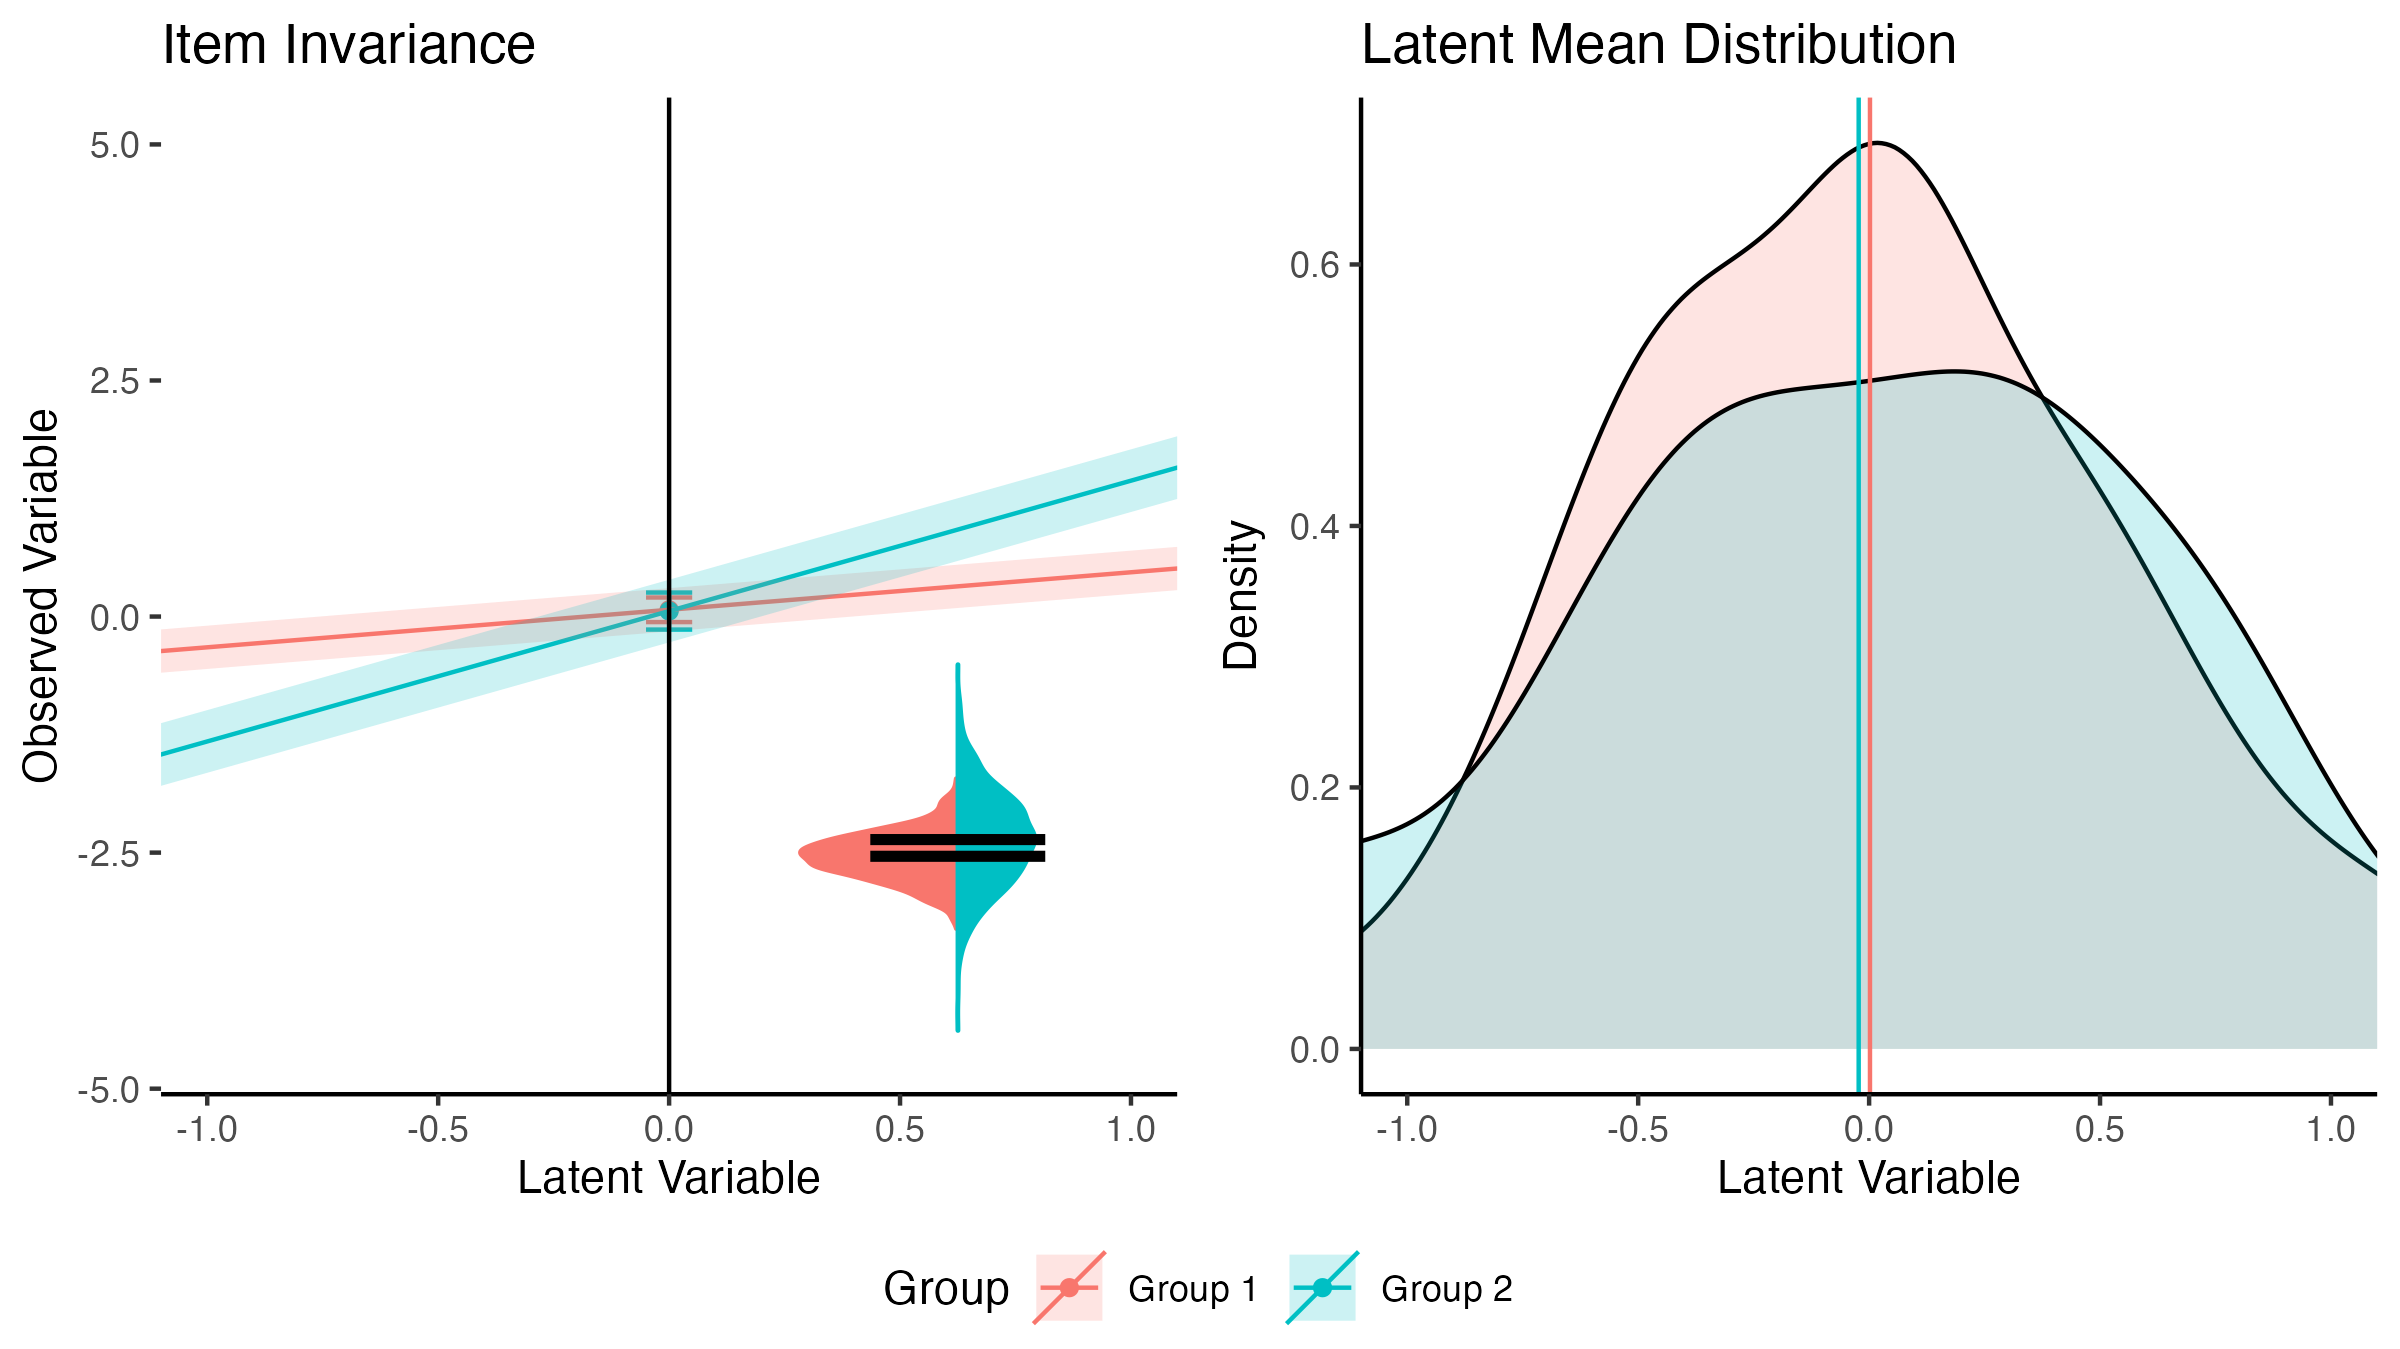 Item Invariance
Observed Variable
5.0
2.5
0.0
-2.5
-5.0
-1.0 -0.5 0.0 0.5 1.0
Latent Variable
Latent Mean Distribution
Density
0.6
0.4
0.2
0.0
-1.0 -0.5 0.0 0.5 1.0
Latent Variable
Group Group 1 Group 2